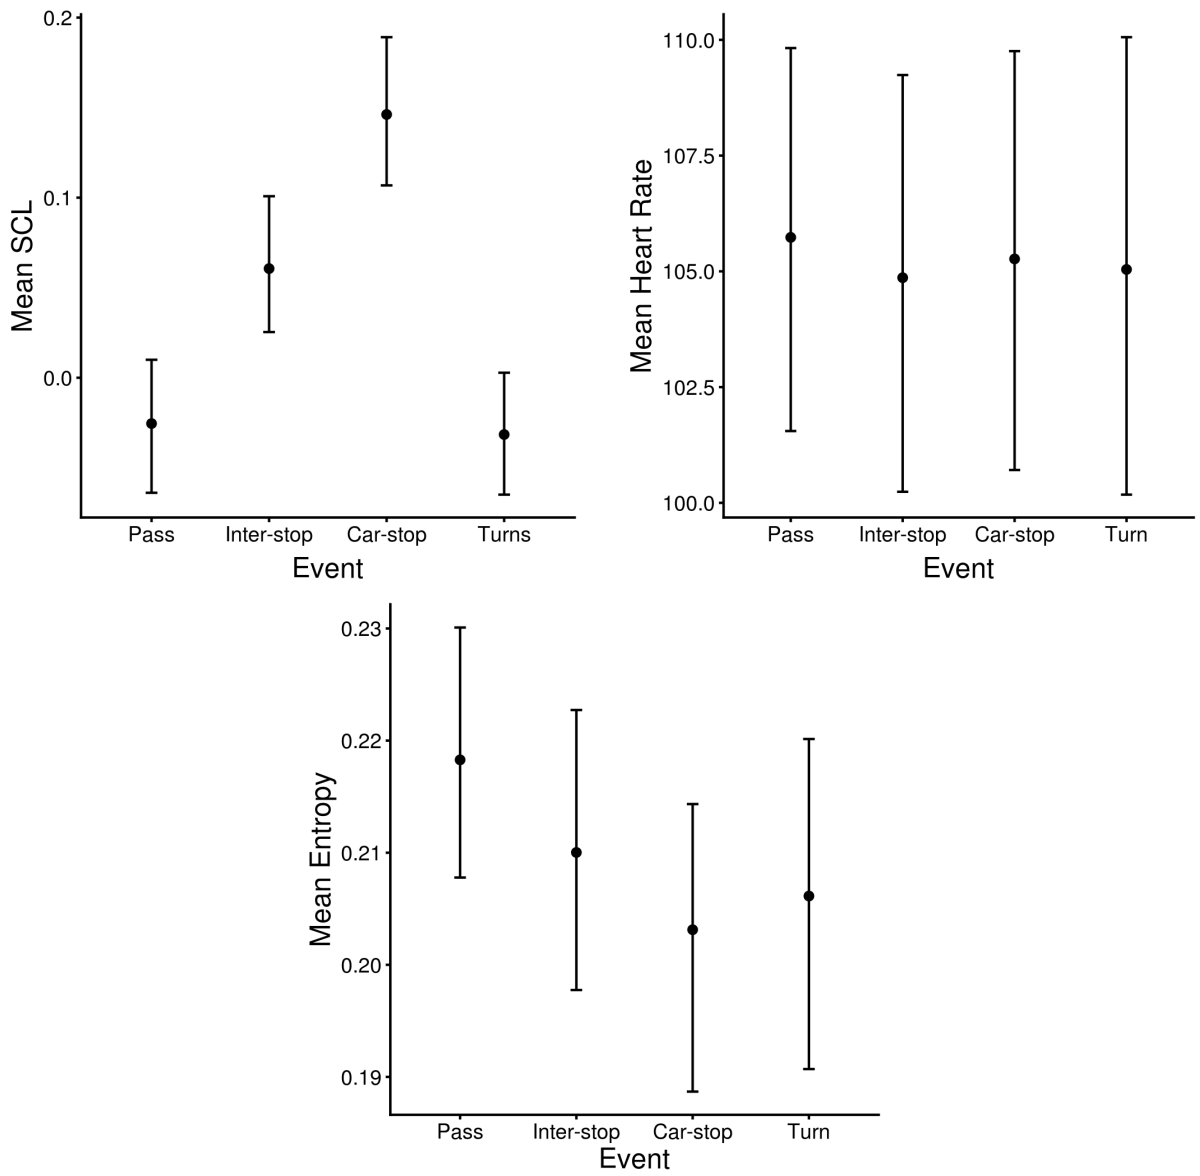 0.2
0.1
0.0
Mean SCL
Pass Inter-stop Car-stop Turns
Event
110.0
107.5
105.0
102.5
100.0
Mean Heart Rate
Pass Inter-stop Car-stop Turn
Event
0.23
0.22
0.21
0.20
0.19
Mean Entropy
Pass Inter-stop Car-stop Turn
Event